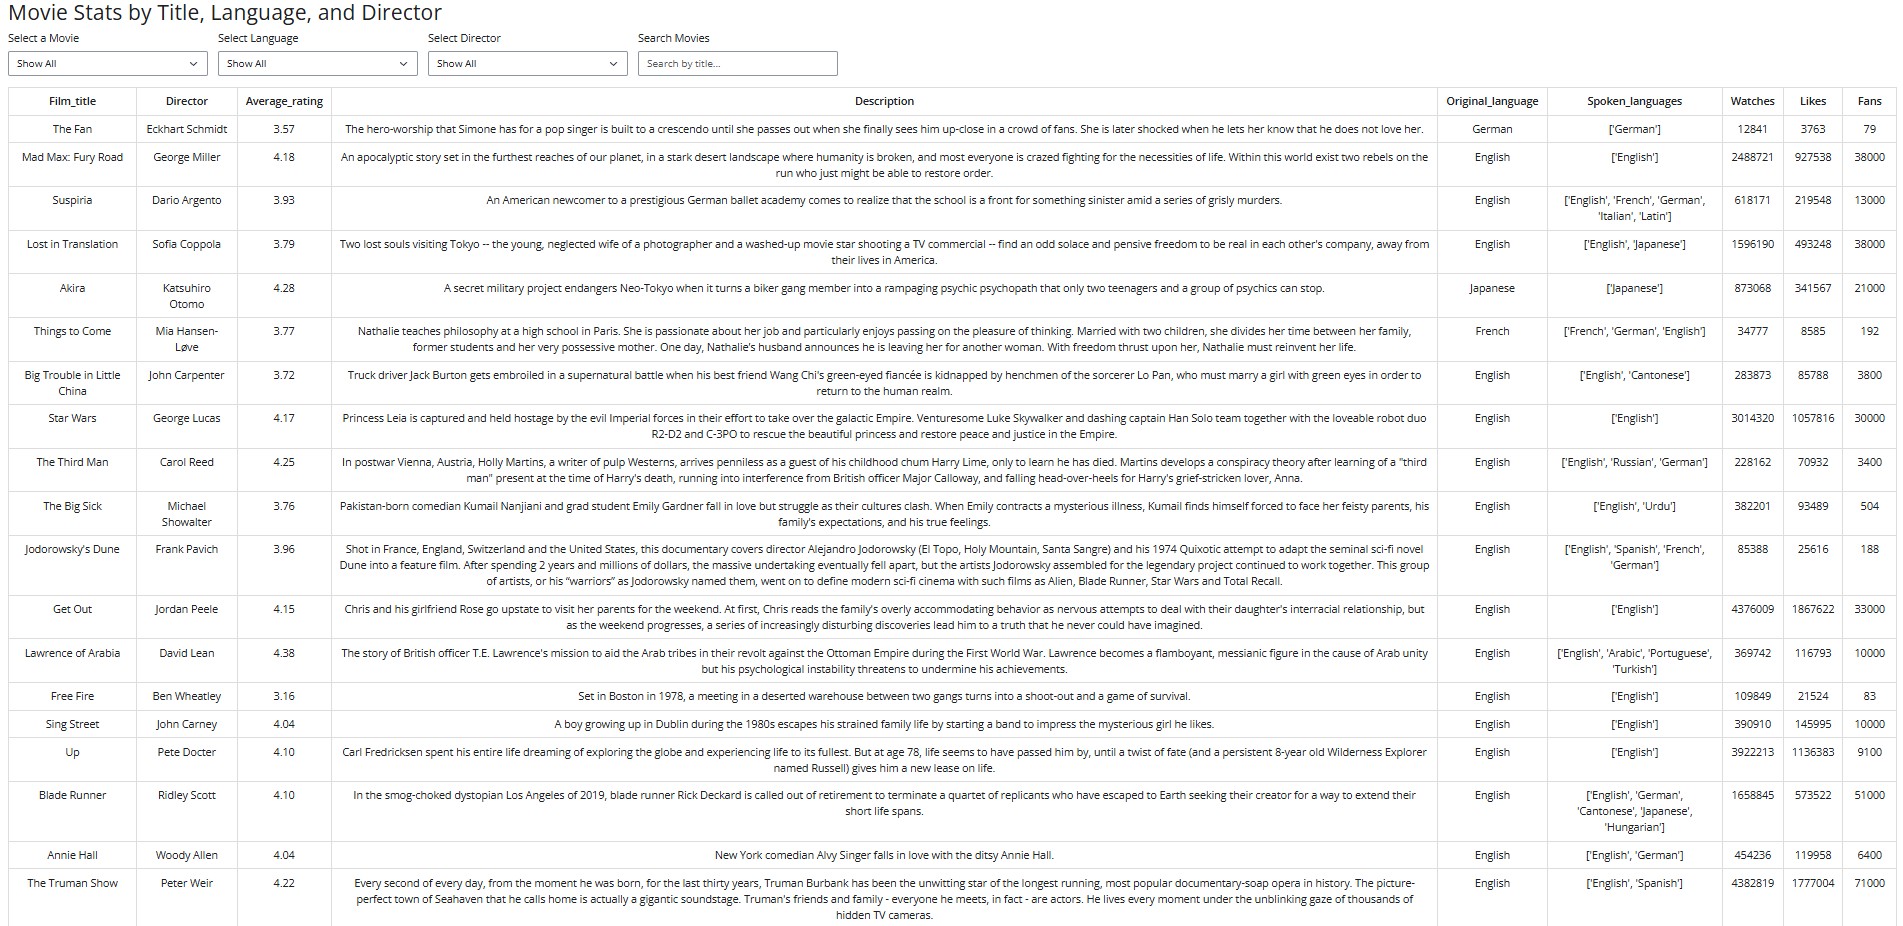 Movie Stats by Title, Language, and Director
Select a Movie Select Language Select Director Search Movies
Show All Show All Show All Search by title...
Film_title Director Average_rating Description Original_language Spoken_languages Watches Likes Fans
The Fan Eckhart Schmidt 3.57 The hero-worship that Simone has for a pop singer is built to a crescendo until she passes out when she finally sees him up-close in a crowd of fans. She is later shocked when he lets her know that he does not love her. German ['German'] 12841 3763 79
Mad Max: Fury Road George Miller 4.18 An apocalyptic story set in the furthest reaches of our planet, in a stark desert landscape where humanity is broken, and most everyone is crazed fighting for the necessities of life. Within this world exist two rebels on the English ['English'] 2488721 927538 38000
run who just might be able to restore order.
Suspiria Dario Argento 3.93 An American newcomer to a prestigious German ballet academy comes to realize that the school is a front for something sinister amid a series of grisly murders. English ['English', 'French', 'German', 618171 219548 13000
'Italian', 'Latin']
Lost in Translation Sofia Coppola 3.79 Two lost souls visiting Tokyo -- the young, neglected wife of a photographer and a washed-up movie star shooting a TV commercial -- find an odd solace and pensive freedom to be real in each other's company, away from English ['English', 'Japanese'] 1596190 493248 38000
their lives in America.
Akira Katsuhiro 4.28 A secret military project endangers Neo-Tokyo when it turns a biker gang member into a rampaging psychic psychopath that only two teenagers and a group of psychics can stop. Japanese ['Japanese'] 873068 341567 21000
Otomo
Things to Come Mia Hansen- 3.77 Nathalie teaches philosophy at a high school in Paris. She is passionate about her job and particularly enjoys passing on the pleasure of thinking. Married with two children, she divides her time between her family, French ['French', 'German', 'English'] 34777 8585 192
Løve former students and her very possessive mother. One day, Nathalie's husband announces he is leaving her for another woman. With freedom thrust upon her, Nathalie must reinvent her life.
Big Trouble in Little John Carpenter 3.72 Truck driver Jack Burton gets embroiled in a supernatural battle when his best friend Wang Chi's green-eyed fiancée is kidnapped by henchmen of the sorcerer Lo Pan, who must marry a girl with green eyes in order to English ['English', 'Cantonese'] 283873 85788 3800
China return to the human realm.
Star Wars George Lucas 4.17 Princess Leia is captured and held hostage by the evil Imperial forces in their effort to take over the galactic Empire. Venturesome Luke Skywalker and dashing captain Han Solo team together with the loveable robot duo English ['English'] 3014320 1057816 30000
R2-D2 and C-3PO to rescue the beautiful princess and restore peace and justice in the Empire.
The Third Man Carol Reed 4.25 In postwar Vienna, Austria, Holly Martins, a writer of pulp Westerns, arrives penniless as a guest of his childhood chum Harry Lime, only to learn he has died. Martins develops a conspiracy theory after learning of a "third English ['English', 'Russian', 'German'] 228162 70932 3400
man" present at the time of Harry's death, running into interference from British officer Major Calloway, and falling head-over-heels for Harry's grief-stricken lover, Anna.
The Big Sick Michael 3.76 Pakistan-born comedian Kumail Nanjiani and grad student Emily Gardner fall in love but struggle as their cultures clash. When Emily contracts a mysterious illness, Kumail finds himself forced to face her feisty parents, his English ['English', 'Urdu'] 382201 93489 504
Showalter family's expectations, and his true feelings.
Jodorowsky's Dune Frank Pavich 3.96 Shot in France, England, Switzerland and the United States, this documentary covers director Alejandro Jodorowsky (El Topo, Holy Mountain, Santa Sangre) and his 1974 Quixotic attempt to adapt the seminal sci-fi novel English ['English', 'Spanish', 'French', 85388 25616 188
Dune into a feature film. After spending 2 years and millions of dollars, the massive undertaking eventually fell apart, but the artists Jodorowsky assembled for the legendary project continued to work together. This group 'German']
of artists, or his “warriors” as Jodorowsky named them, went on to define modern sci-fi cinema with such films as Alien, Blade Runner, Star Wars and Total Recall.
Get Out Jordan Peele 4.15 Chris and his girlfriend Rose go upstate to visit her parents for the weekend. At first, Chris reads the family's overly accommodating behavior as nervous attempts to deal with their daughter's interracial relationship, but English ['English'] 4376009 1867622 33000
as the weekend progresses, a series of increasingly disturbing discoveries lead him to a truth that he never could have imagined.
Lawrence of Arabia David Lean 4.38 The story of British officer T.E. Lawrence's mission to aid the Arab tribes in their revolt against the Ottoman Empire during the First World War. Lawrence becomes a flamboyant, messianic figure in the cause of Arab unity English ['English', 'Arabic', 'Portuguese', 369742 116793 10000
but his psychological instability threatens to undermine his achievements. 'Turkish']
Free Fire Ben Wheatley 3.16 Set in Boston in 1978, a meeting in a deserted warehouse between two gangs turns into a shoot-out and a game of survival. English ['English'] 109849 21524 83
Sing Street John Carney 4.04 A boy growing up in Dublin during the 1980s escapes his strained family life by starting a band to impress the mysterious girl he likes. English ['English'] 390910 145995 10000
Up Pete Docter 4.10 Carl Fredricksen spent his entire life dreaming of exploring the globe and experiencing life to its fullest. But at age 78, life seems to have passed him by, until a twist of fate (and a persistent 8-year old Wilderness Explorer English ['English'] 3922213 1136383 9100
named Russell) gives him a new lease on life.
Blade Runner Ridley Scott 4.10 In the smog-choked dystopian Los Angeles of 2019, blade runner Rick Deckard is called out of retirement to terminate a quartet of replicants who have escaped to Earth seeking their creator for a way to extend their English ['English', 'German', 1658845 573522 51000
short life spans. 'Cantonese', 'Japanese',
'Hungarian']
Annie Hall Woody Allen 4.04 New York comedian Alvy Singer falls in love with the ditsy Annie Hall. English ['English', 'German'] 454236 119958 6400
The Truman Show Peter Weir 4.22 Every second of every day, from the moment he was born, for the last thirty years, Truman Burbank has been the unwitting star of the longest running, most popular documentary-soap opera in history. The picture- English ['English', 'Spanish'] 4382819 1777004 71000
perfect town of Seahaven that he calls home is actually a gigantic soundstage. Truman's friends and family - everyone he meets, in fact - are actors. He lives every moment under the unblinking gaze of thousands of
hidden TV cameras.